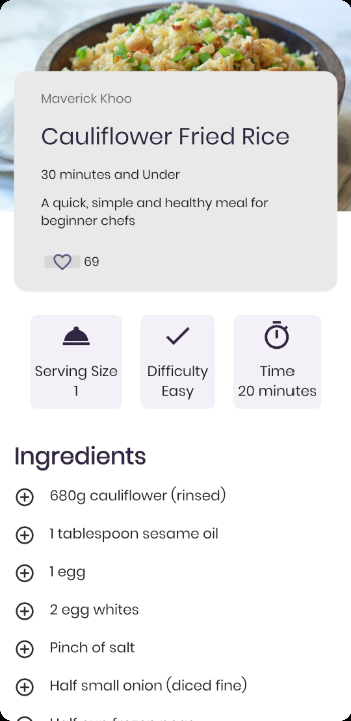 Maverick Khoo
Cauliflower Fried Rice
30 minutes and Under
A quick, simple and healthy meal for
beginner chefs
69
Serving Size
1
Difficulty
Easy
Time
20 minutes
Ingredients
680g cauliflower (rinsed)
1 tablespoon sesame oil
1 egg
2 egg whites
Pinch of salt
Half small onion (diced fine)